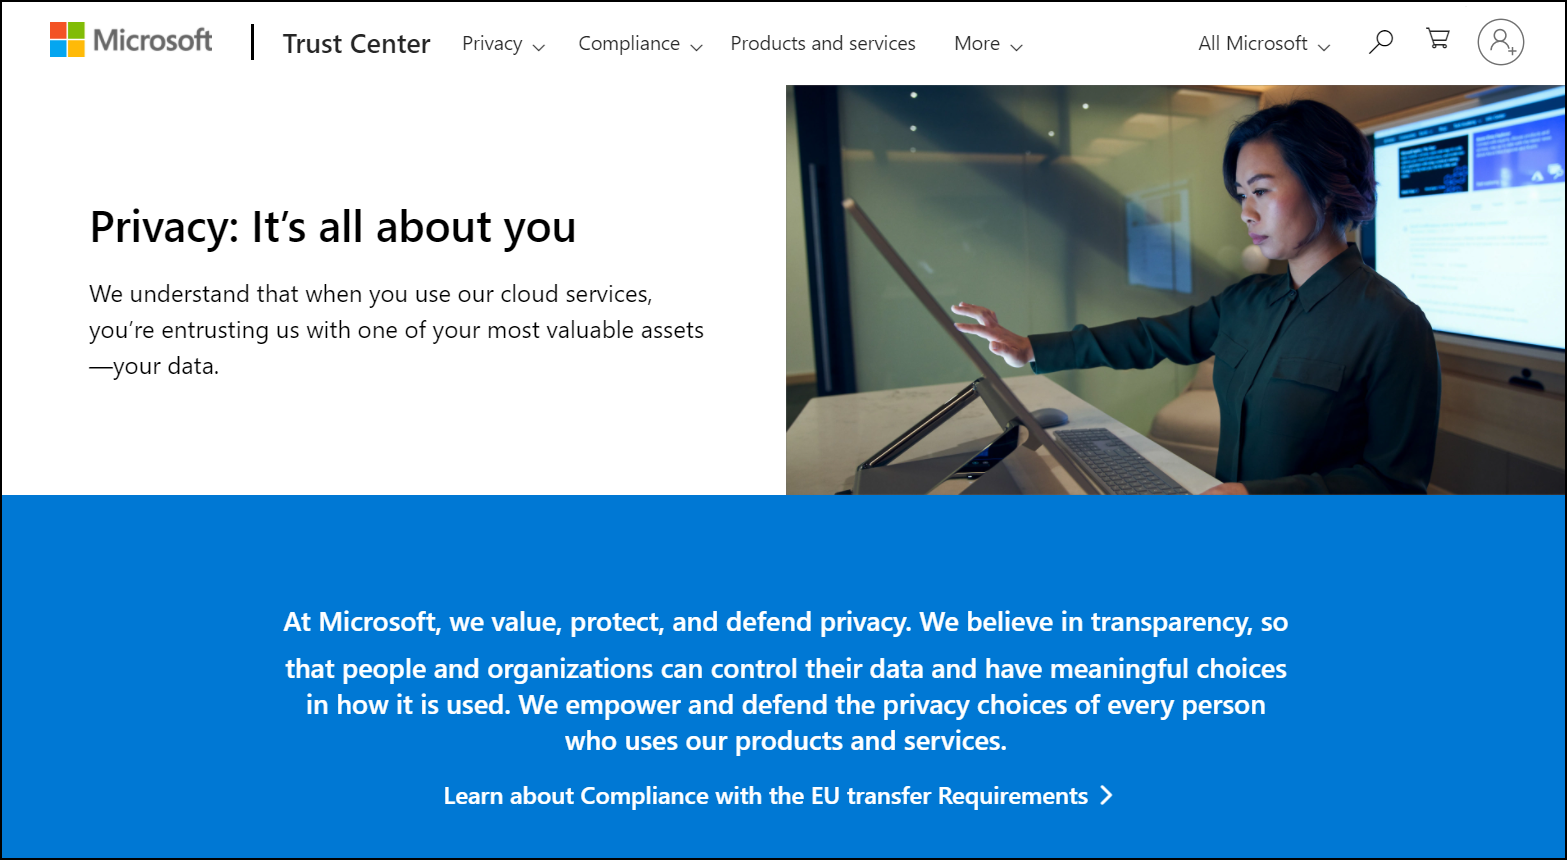 Microsoft
Trust Center
Privacy
Compliance
Products and services
More
All Microsoft
Privacy: It’s all about you
We understand that when you use our cloud services,
you’re entrusting us with one of your most valuable assets
—your data.
At Microsoft, we value, protect, and defend privacy. We believe in transparency, so
that people and organizations can control their data and have meaningful choices
in how it is used. We empower and defend the privacy choices of every person
who uses our products and services.
Learn about Compliance with the EU transfer Requirements